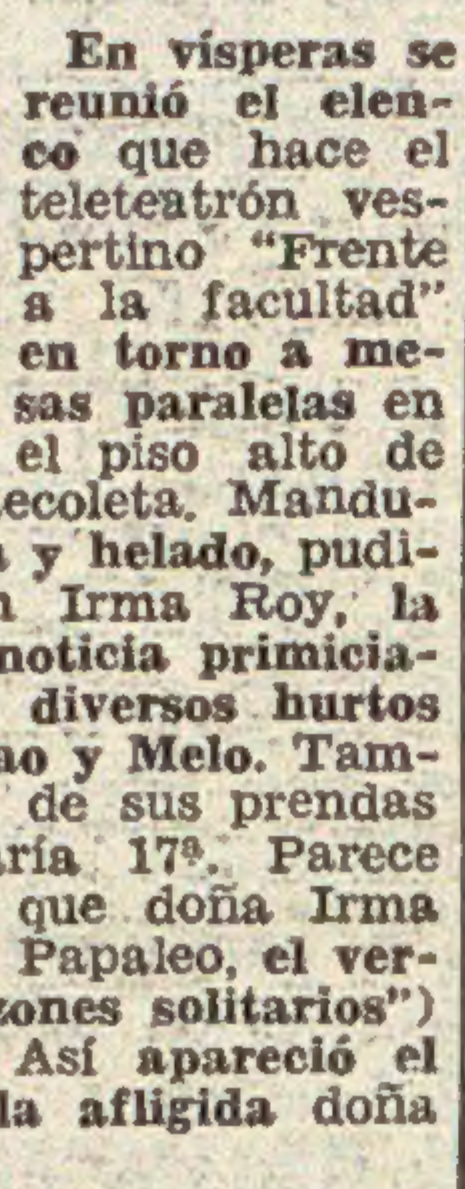 En vísperas se
reunió el elen-
co que hace el
teleteatrón ves-
pertino "Frente
a la facultad"
en torno a me-
sas paralelas en
el piso alto de
ecoleta. Mandu-
y helado, pudi-
Irma Roy, la
noticia primicia-
diversos hurtos
ao y Melo. Tam-
de sus prendas
aría 17ª. Parece
que doña Irma
Papaleo, el ver-
zones solitarios")
Así apareció el
la afligida doña